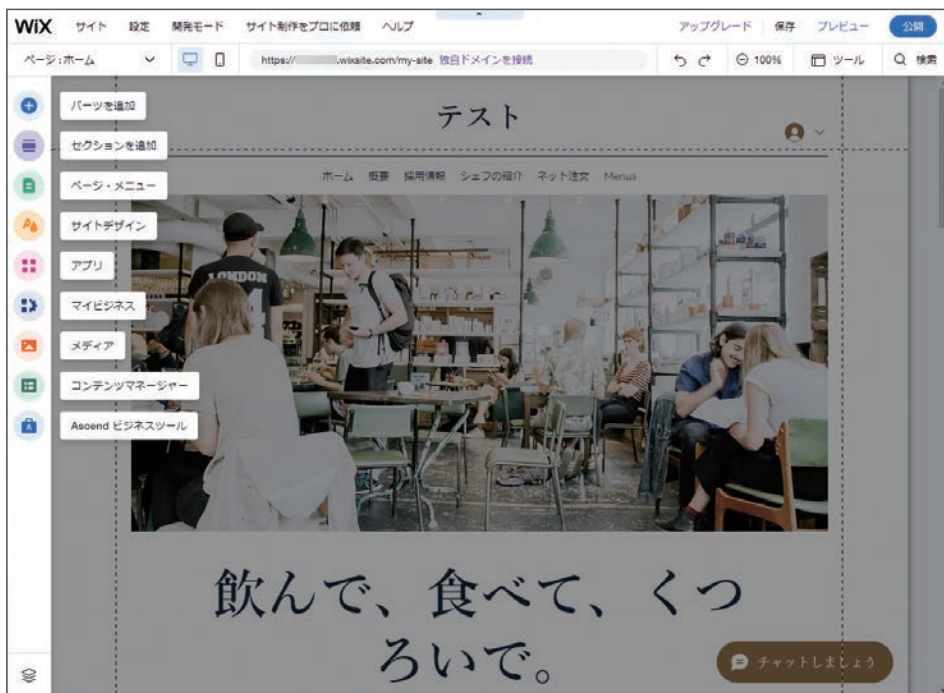 WiX サイト 設定 開発モード サイト制作をプロに依頼 ヘルプ アップグレード 保存 プレビュー 公開
ページ:ホーム https:// .wixsite.com/my-site 独自ドメインを接続 100% ツール 検索
パーツを追加
テスト
セクションを追加
ホーム 概要 採用情報 シェフの紹介 ネット注文 Menus
ページ・メニュー
サイトデザイン
アプリ
LONDON
マイビジネス
メディア
コンテンツマネージャー
Ascend ビジネスツール
飲んで、食べて、くつ
ろいで。
チャットしましょう